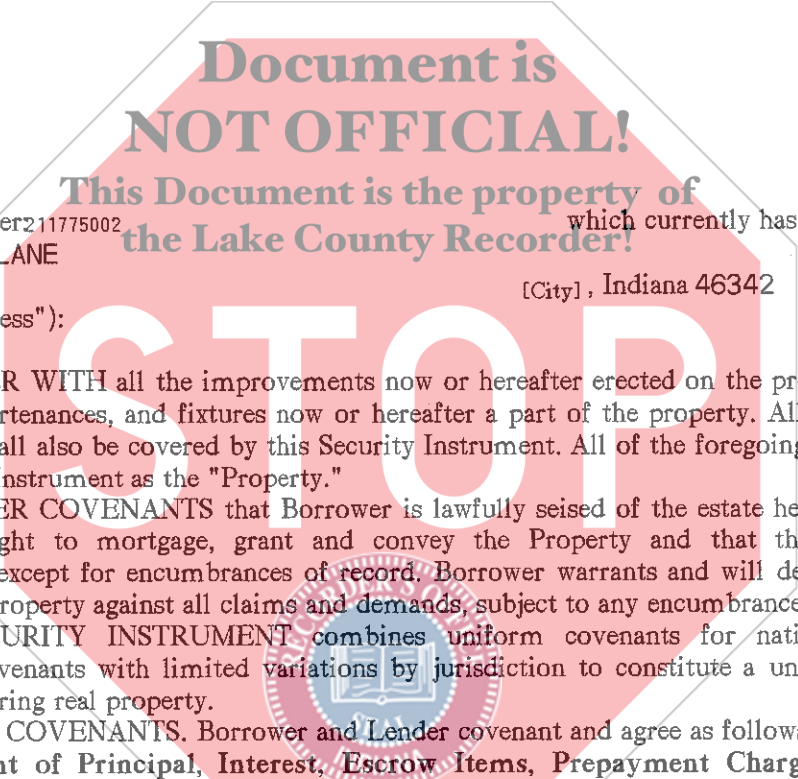 Document is
NOT OFFICIAL!
This Document is the property of
the Lake County Recorder!
er211775002 which currently has
LANE
[City] , Indiana 46342
ess"):
STOP
ER WITH all the improvements now or hereafter erected on the pr
rtenances, and fixtures now or hereafter a part of the property. All
all also be covered by this Security Instrument. All of the foregoing
nstrument as the "Property."
ER COVENANTS that Borrower is lawfully seised of the estate he
ght to mortgage, grant and convey the Property and that th
except for encumbrances of record. Borrower warrants and will de
roperty against all claims and demands, subject to any encumbrance
URITY INSTRUMENT combines uniform covenants for nati
venants with limited variations by jurisdiction to constitute a un
ring real property.
COVENANTS. Borrower and Lender covenant and agree as follows
nt of Principal, Interest, Escrow Items, Prepayment Charg
RECORDER'S OFFICE
SEAL